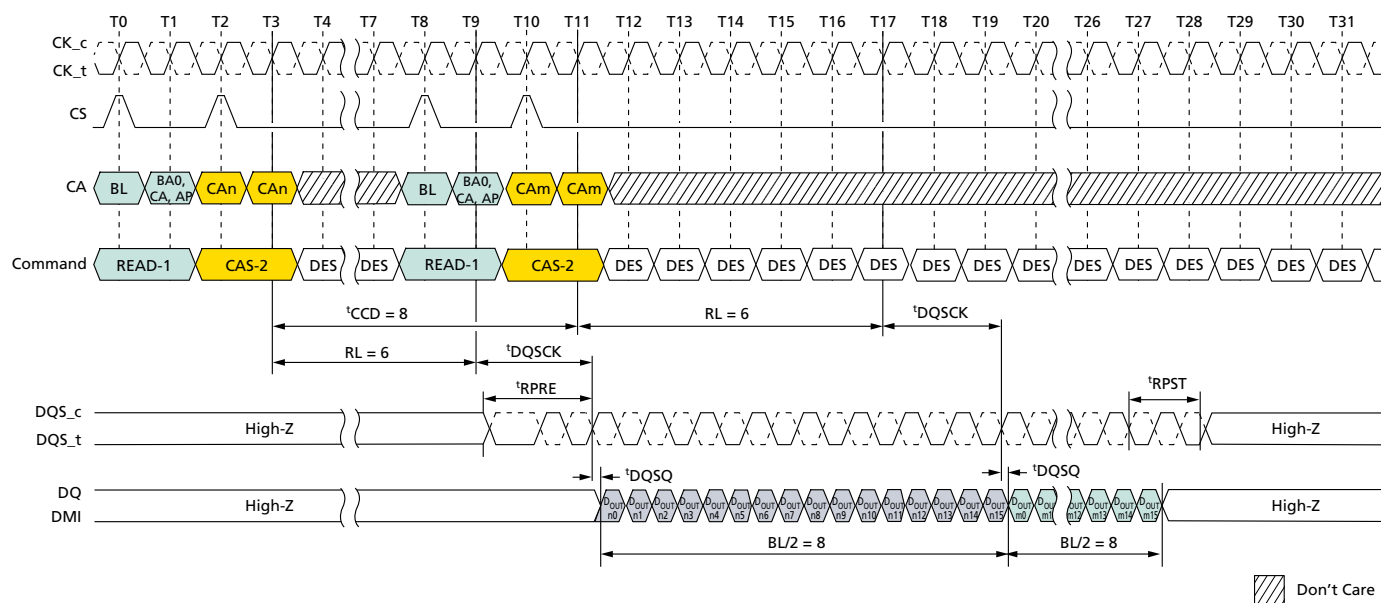 T0 T1 T2 T3 T4 T7 T8 T9 T10 T11 T12 T13 T14 T15 T16 T17 T18 T19 T20 T26 T27 T28 T29 T30 T31
CK_c
CK_t
CS
CA BL BA0, CA, AP CAn CAn BL BA0, CA, AP CAm CAm
Command READ-1 CAS-2 DES DES READ-1 CAS-2 DES DES DES DES DES DES DES DES DES DES DES DES DES DES DES
tCCD = 8 RL = 6 tDQSCK
RL = 6 tDQSCK
tRPRE tRPST
DQS_c
DQS_t High-Z High-Z
tDQSQ tDQSQ
DQ
DMI High-Z DOUT n0 DOUT n1 DOUT n2 DOUT n3 DOUT n4 DOUT n5 DOUT n6 DOUT n7 DOUT n8 DOUT n9 DOUT n10 DOUT n11 DOUT n12 DOUT n13 DOUT n14 DOUT n15 DOUT m0 DOUT m1 DOUT m12 DOUT m13 DOUT m14 DOUT m15 High-Z
BL/2 = 8 BL/2 = 8
Don't Care